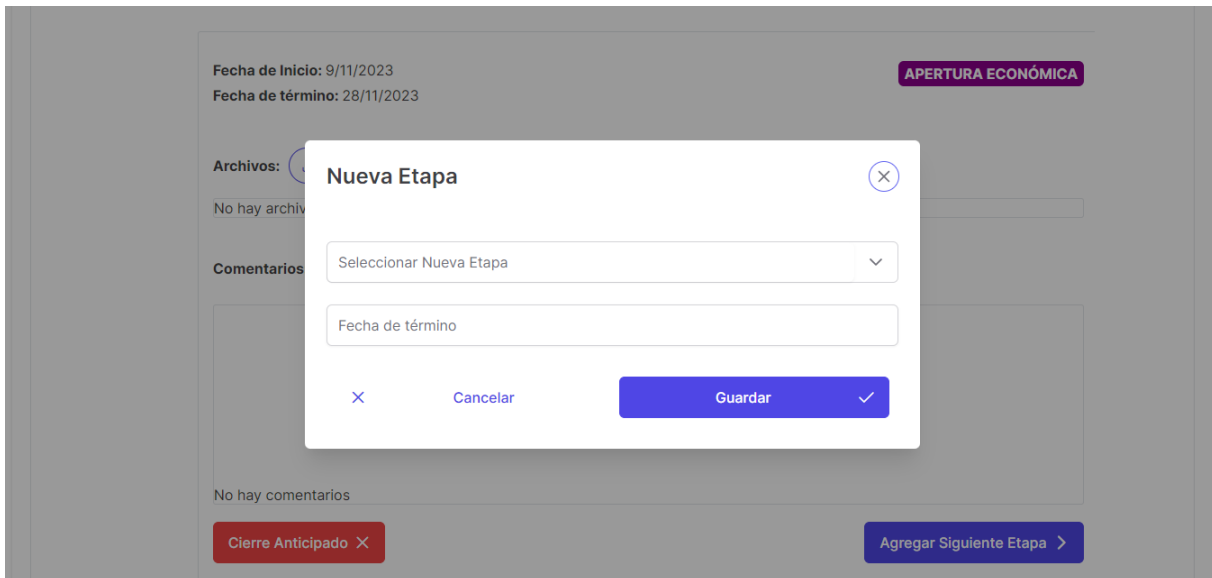 Fecha de Inicio: 9/11/2023
APERTURA ECONÓMICA
Fecha de término: 28/11/2023
Archivos:
No hay archiv
Comentarios
Nueva Etapa
Seleccionar Nueva Etapa
Fecha de término
Cancelar
Guardar
No hay comentarios
Cierre Anticipado
Agregar Siguiente Etapa